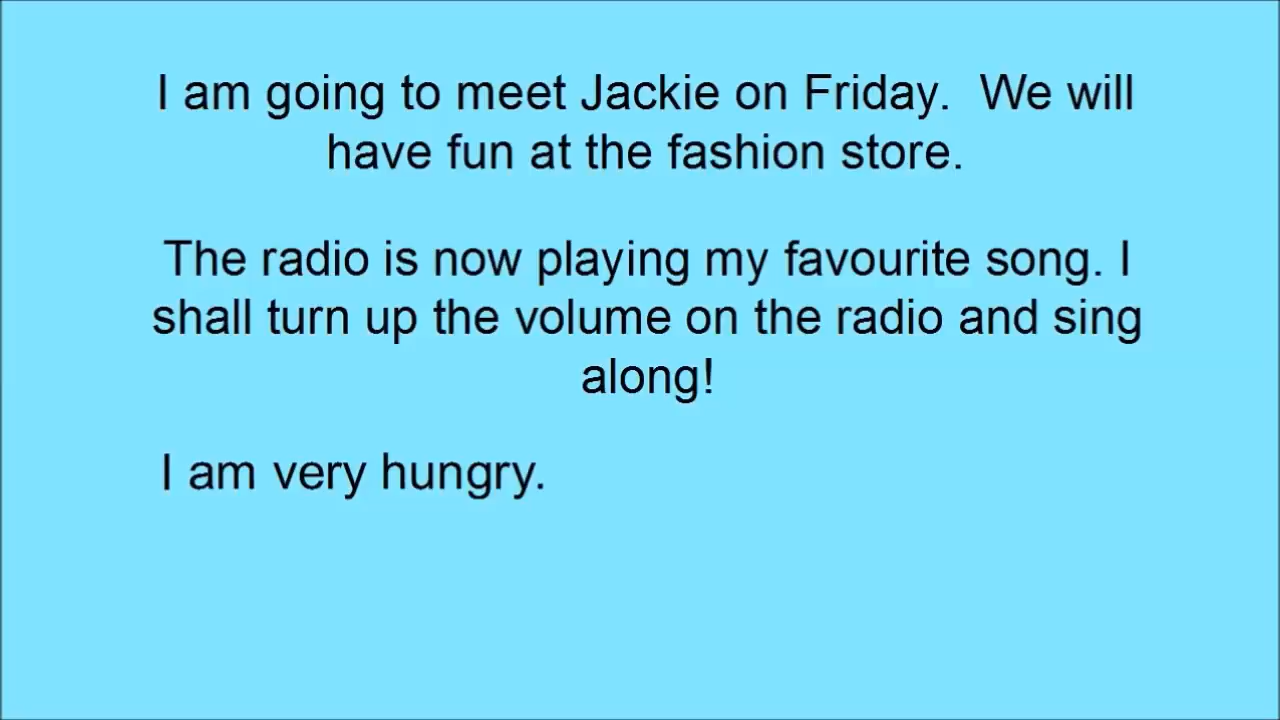 I am going to meet Jackie on Friday.  We will
have fun at the fashion store.
The radio is now playing my favourite song. I
shall turn up the volume on the radio and sing
along!
I am very hungry.